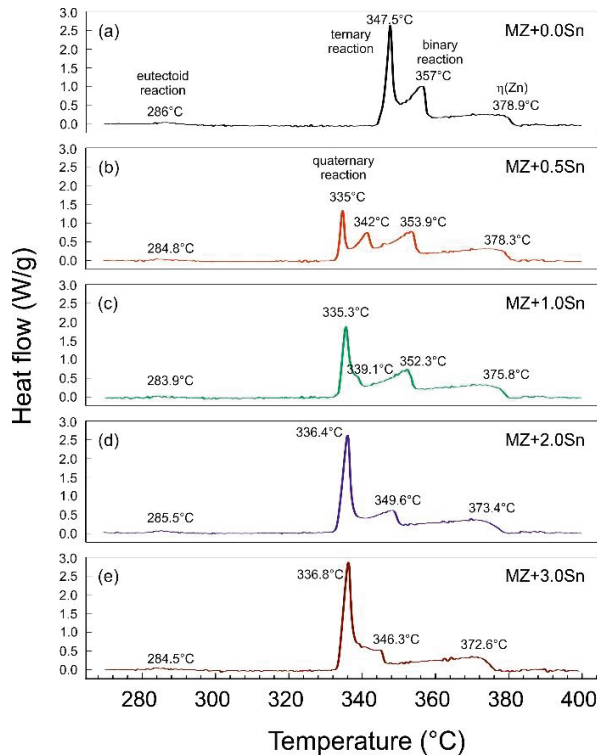 Heat flow (W/g)
(a)
MZ+0.0Sn
347.5°C
ternary
reaction
binary
reaction
357°C
eutectoid
reaction
286°C
η(Zn)
378.9°C
3.0
2.5
2.0
1.5
1.0
0.5
0.0
(b)
MZ+0.5Sn
quaternary
reaction
335°C
342°C
353.9°C
284.8°C
378.3°C
3.0
2.5
2.0
1.5
1.0
0.5
0.0
(c)
MZ+1.0Sn
335.3°C
339.1°C
352.3°C
283.9°C
375.8°C
3.0
2.5
2.0
1.5
1.0
0.5
0.0
(d)
MZ+2.0Sn
336.4°C
349.6°C
373.4°C
285.5°C
3.0
2.5
2.0
1.5
1.0
0.5
0.0
(e)
MZ+3.0Sn
336.8°C
346.3°C
372.6°C
284.5°C
3.0
2.5
2.0
1.5
1.0
0.5
0.0
280 300 320 340 360 380 400
Temperature (°C)